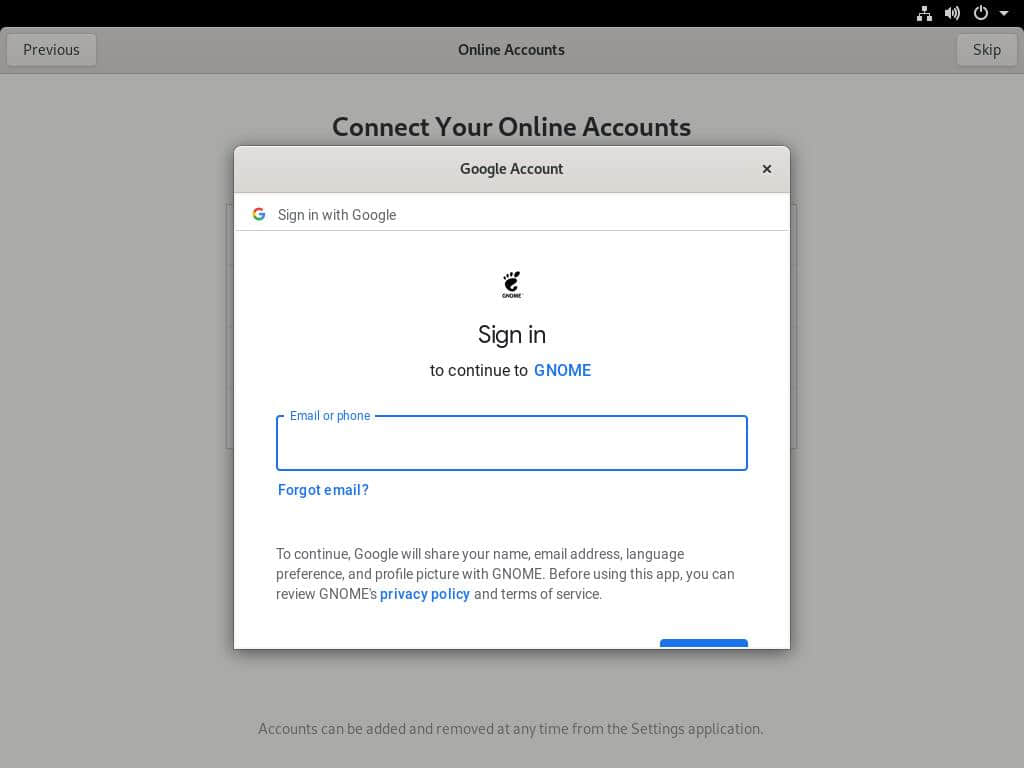 Previous
Online Accounts
Skip
Connect Your Online Accounts
Google Account
Sign in with Google
GNOME
Sign in
to continue to GNOME
Email or phone
Forgot email?
To continue, Google will share your name, email address, language
preference, and profile picture with GNOME. Before using this app, you can
review GNOME's privacy policy and terms of service.
Accounts can be added and removed at any time from the Settings application.